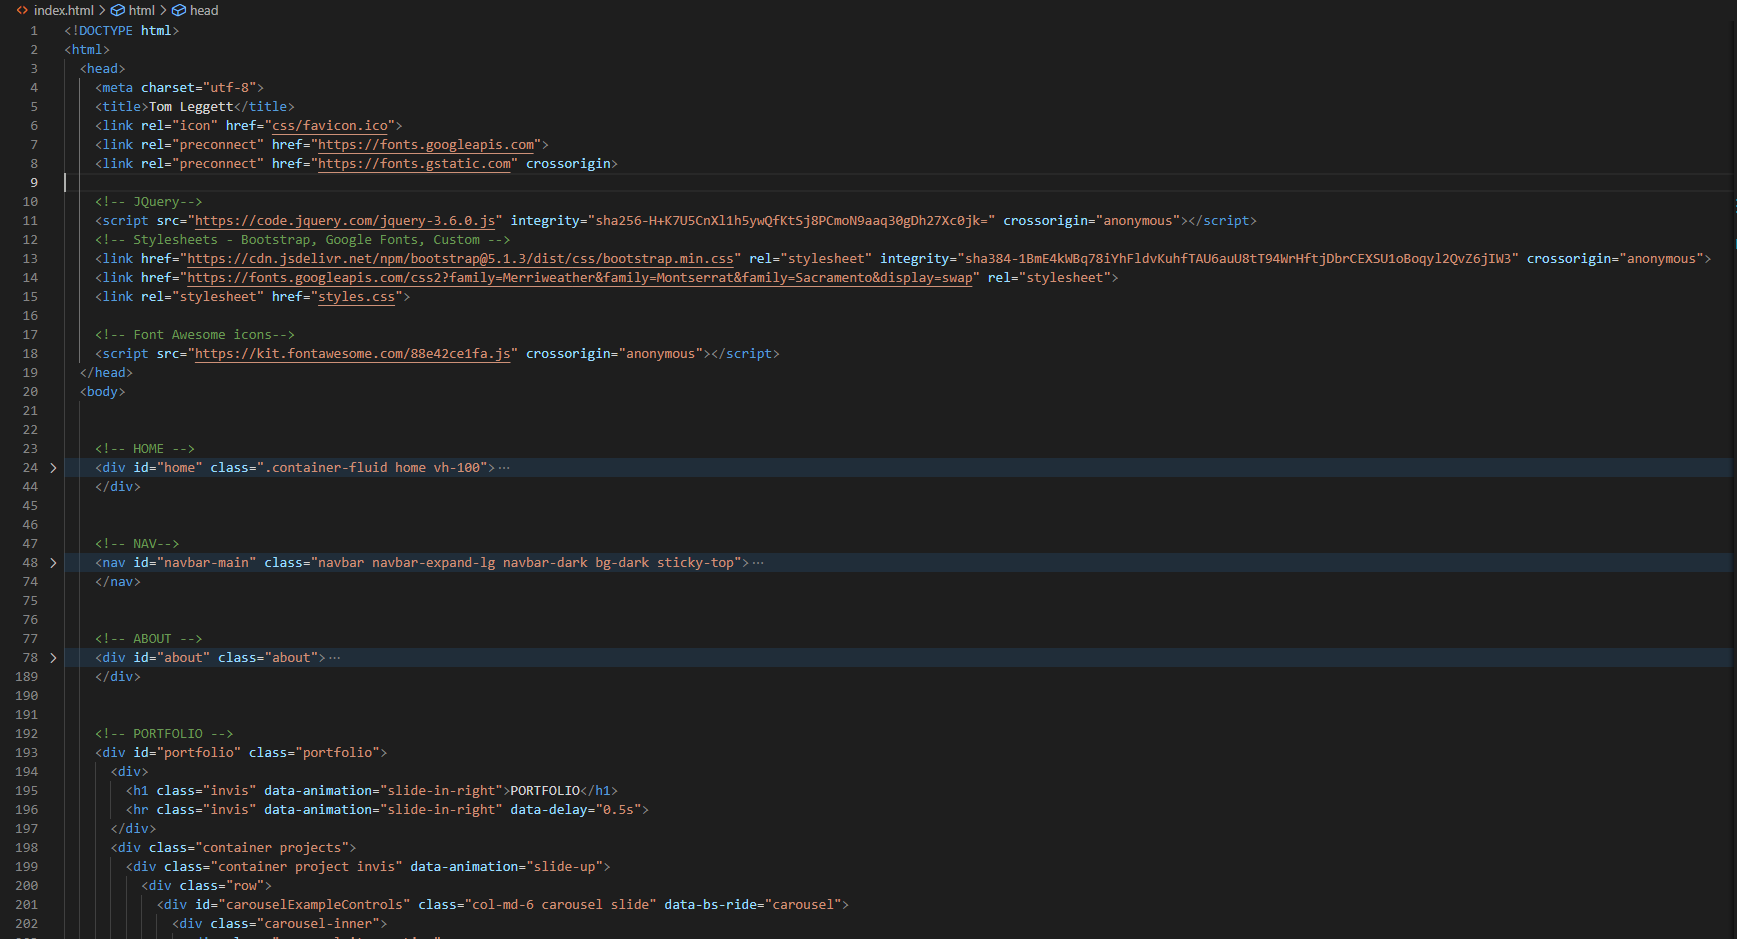 index.html > html > head
1 <!DOCTYPE html>
2 <html>
3 <head>
4 <meta charset="utf-8">
5 <title>Tom Leggett</title>
6 <link rel="icon" href="css/favicon.ico">
7 <link rel="preconnect" href="https://fonts.googleapis.com">
8 <link rel="preconnect" href="https://fonts.gstatic.com" crossorigin>
9
10 <!-- JQuery-->
11 <script src="https://code.jquery.com/jquery-3.6.0.js" integrity="sha256-H+K7U5CnXl1h5ywQfKtSj8PCmoN9aaq30gDh27Xc0jk=" crossorigin="anonymous"></script>
12 <!-- Stylesheets - Bootstrap, Google Fonts, Custom -->
13 <link href="https://cdn.jsdelivr.net/npm/bootstrap@5.1.3/dist/css/bootstrap.min.css" rel="stylesheet" integrity="sha384-1BmE4kWBq78iYhFldvKuhfTAU6auU8tT94WrHftjDbrCEXSU1oBoqyl2QvZ6jIW3" crossorigin="anonymous">
14 <link href="https://fonts.googleapis.com/css2?family=Merriweather&family=Montserrat&family=Sacramento&display=swap" rel="stylesheet">
15 <link rel="stylesheet" href="styles.css">
16
17 <!-- Font Awesome icons-->
18 <script src="https://kit.fontawesome.com/88e42ce1fa.js" crossorigin="anonymous"></script>
19 </head>
20 <body>
21
22
23 <!-- HOME -->
24 > <div id="home" class=".container-fluid home vh-100">···
44 </div>
45
46
47 <!-- NAV-->
48 > <nav id="navbar-main" class="navbar navbar-expand-lg navbar-dark bg-dark sticky-top">···
74 </nav>
75
76
77 <!-- ABOUT -->
78 > <div id="about" class="about">···
189 </div>
190
191
192 <!-- PORTFOLIO -->
193 <div id="portfolio" class="portfolio">
194 <div>
195 <h1 class="invis" data-animation="slide-in-right">PORTFOLIO</h1>
196 <hr class="invis" data-animation="slide-in-right" data-delay="0.5s">
197 </div>
198 <div class="container projects">
199 <div class="container project invis" data-animation="slide-up">
200 <div class="row">
201 <div id="carouselExampleControls" class="col-md-6 carousel slide" data-bs-ride="carousel">
202 <div class="carousel-inner">